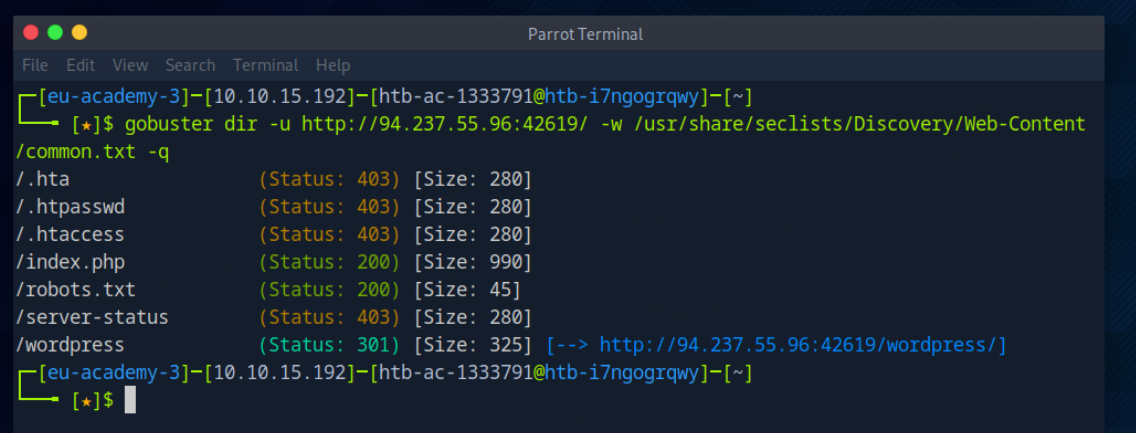 Parrot Terminal
File Edit View Search Terminal Help
┌─[eu-academy-3]─[10.10.15.192]─[htb-ac-1333791@htb-i7ngogrqwy]─[~]
└──╼ [★]$ gobuster dir -u http://94.237.55.96:42619/ -w /usr/share/seclists/Discovery/Web-Content
/common.txt -q
/.hta (Status: 403) [Size: 280]
/.htpasswd (Status: 403) [Size: 280]
/.htaccess (Status: 403) [Size: 280]
/index.php (Status: 200) [Size: 990]
/robots.txt (Status: 200) [Size: 45]
/server-status (Status: 403) [Size: 280]
/wordpress (Status: 301) [Size: 325] [--> http://94.237.55.96:42619/wordpress/]
┌─[eu-academy-3]─[10.10.15.192]─[htb-ac-1333791@htb-i7ngogrqwy]─[~]
└──╼ [★]$